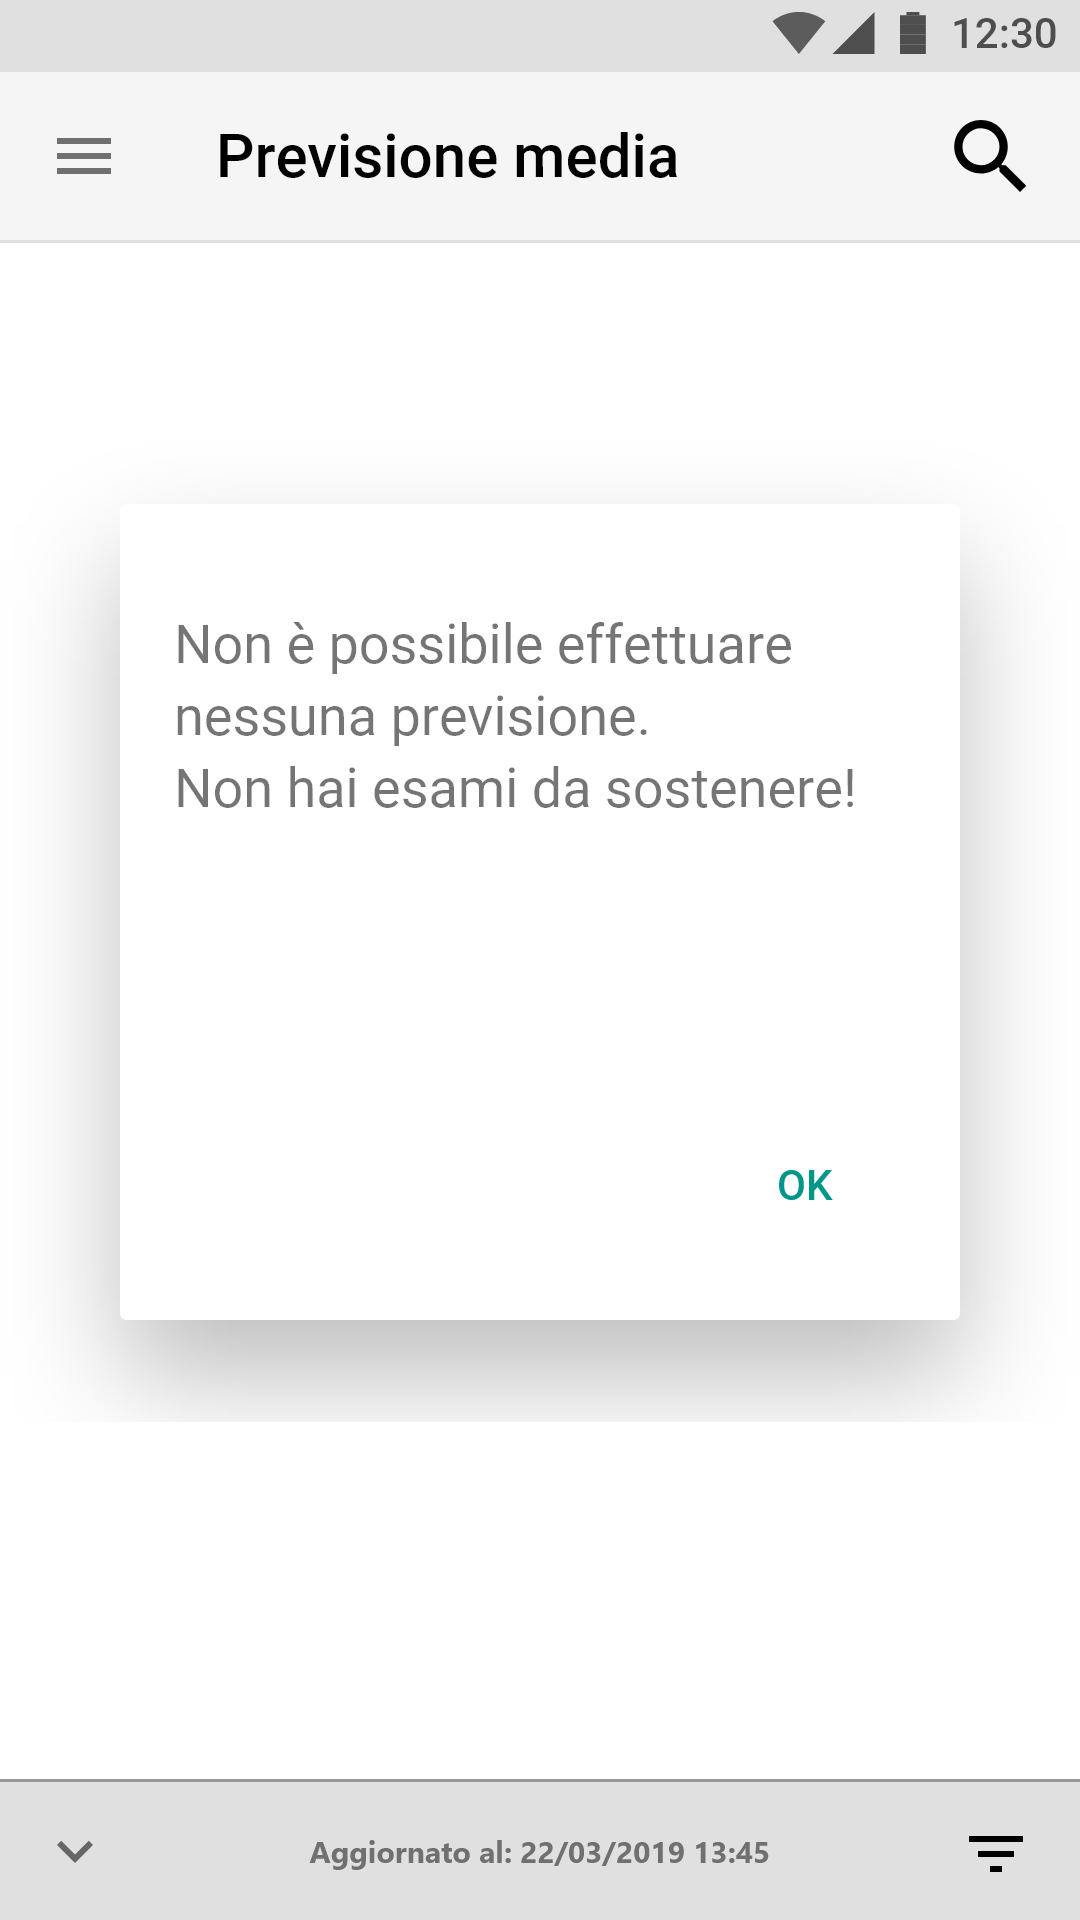 12:30
Previsione media
Non è possibile effettuare
nessuna previsione.
Non hai esami da sostenere!
OK
Aggiornato al: 22/03/2019 13:45